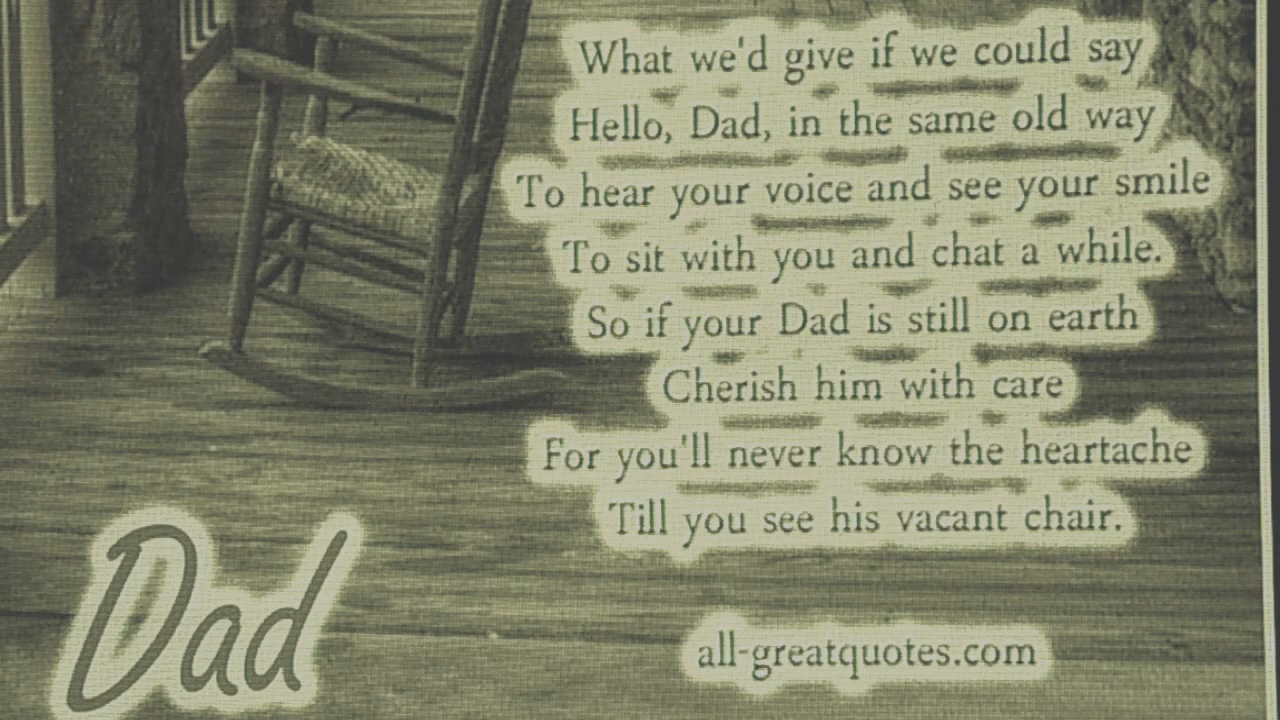 What we'd give if we could say
Hello, Dad, in the same old way
To hear your voice and see your smile
To sit with you and chat a while.
So if your Dad is still on earth
Cherish him with care
For you'll never know the heartache
Till you see his vacant chair.
Dad
all-greatquotes.com